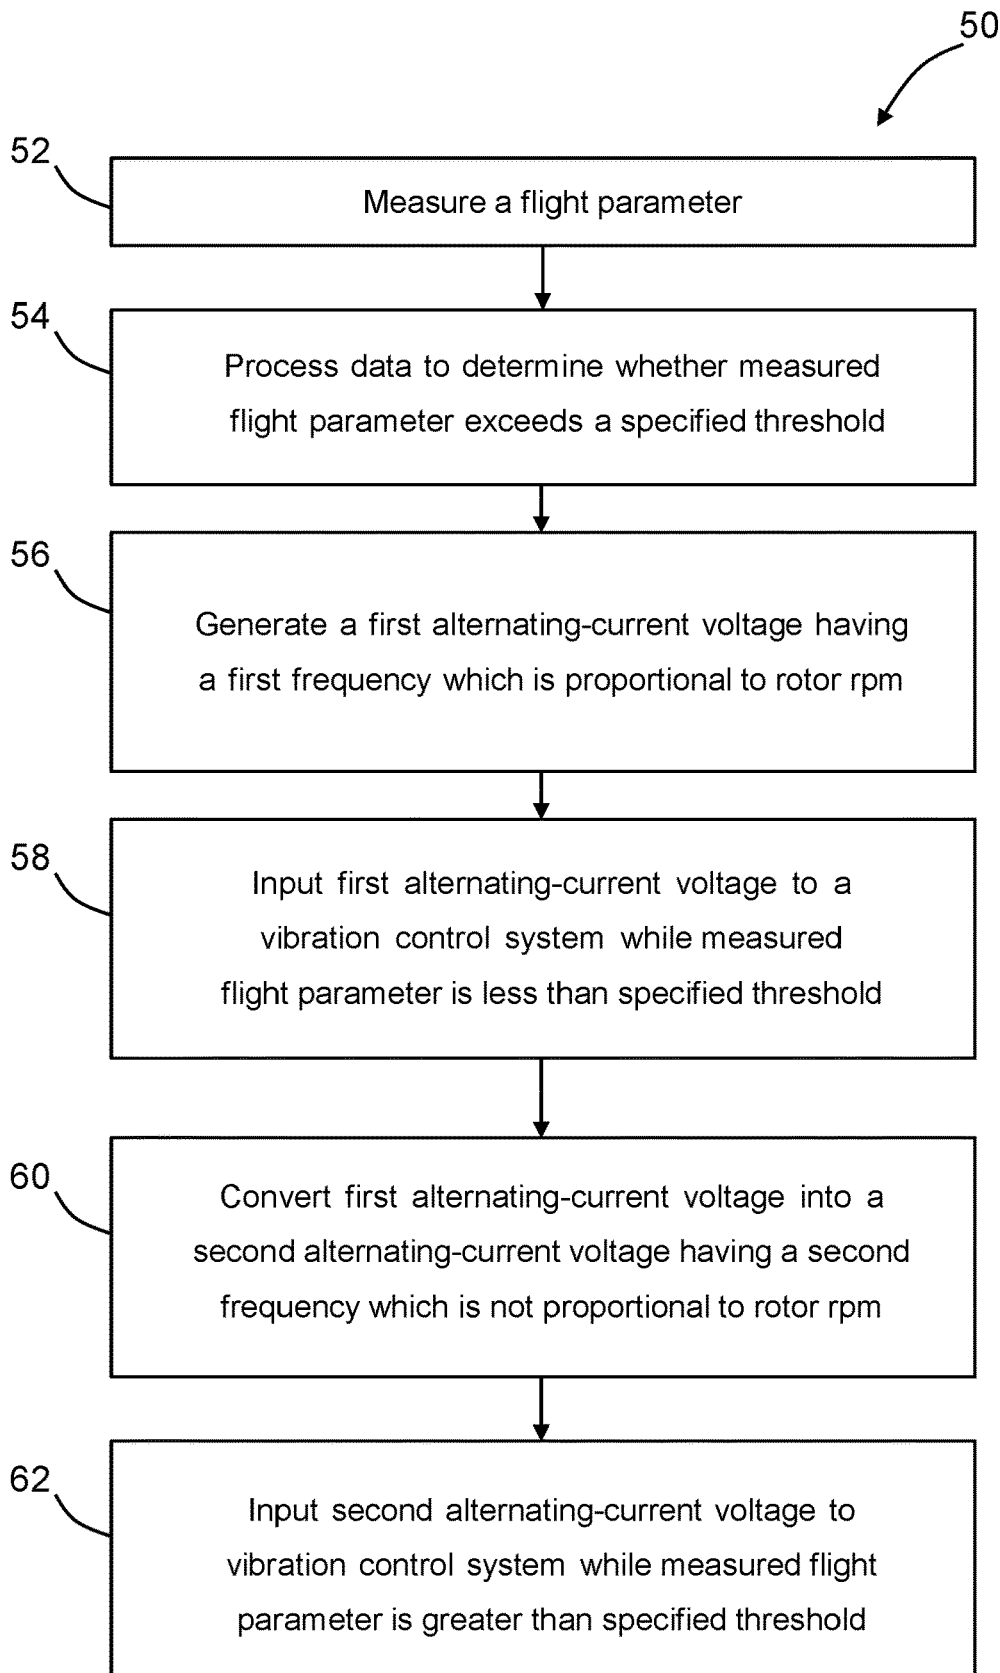 50
52
Measure a flight parameter
54
Process data to determine whether measured
flight parameter exceeds a specified threshold
56
Generate a first alternating-current voltage having
a first frequency which is proportional to rotor rpm
58
Input first alternating-current voltage to a
vibration control system while measured
flight parameter is less than specified threshold
60
Convert first alternating-current voltage into a
second alternating-current voltage having a second
frequency which is not proportional to rotor rpm
62
Input second alternating-current voltage to
vibration control system while measured flight
parameter is greater than specified threshold